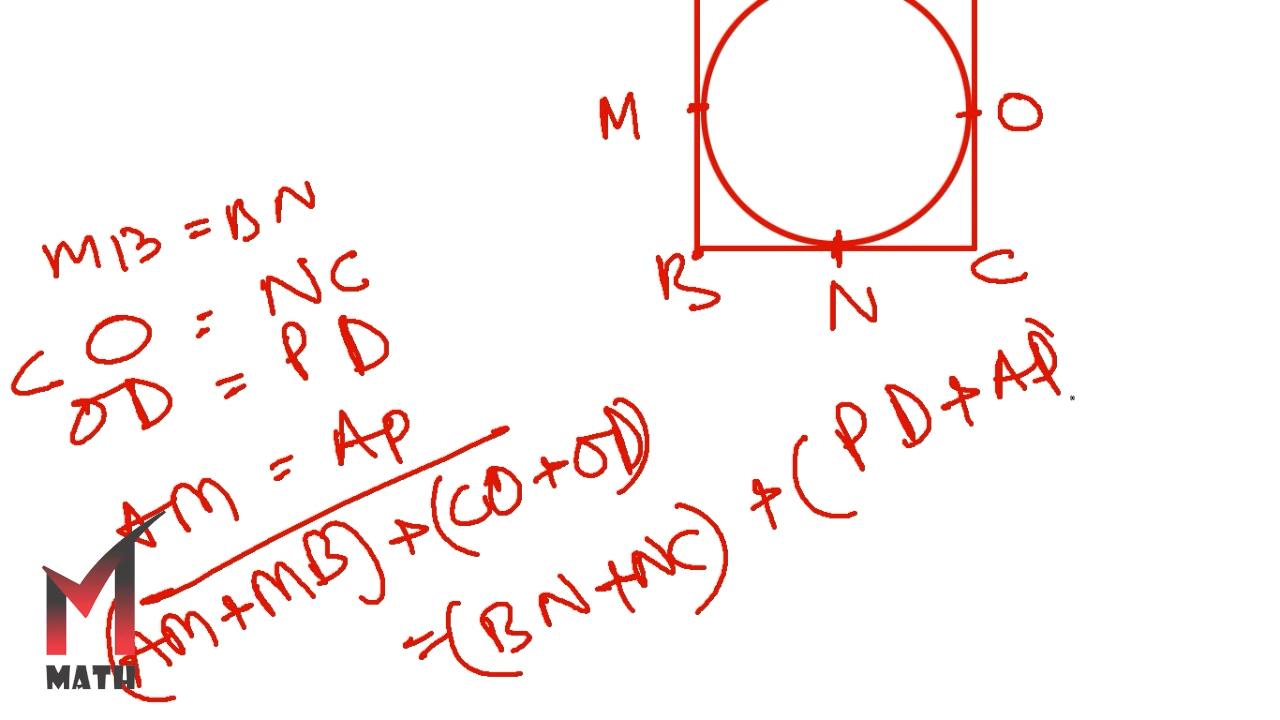 M
O
B
N
C
MB = BN
CO = NC
OD = PD
AM = AP
(AM+MB)+(CO+OD)
=(BN+NC)+(PD+AP)
MATH